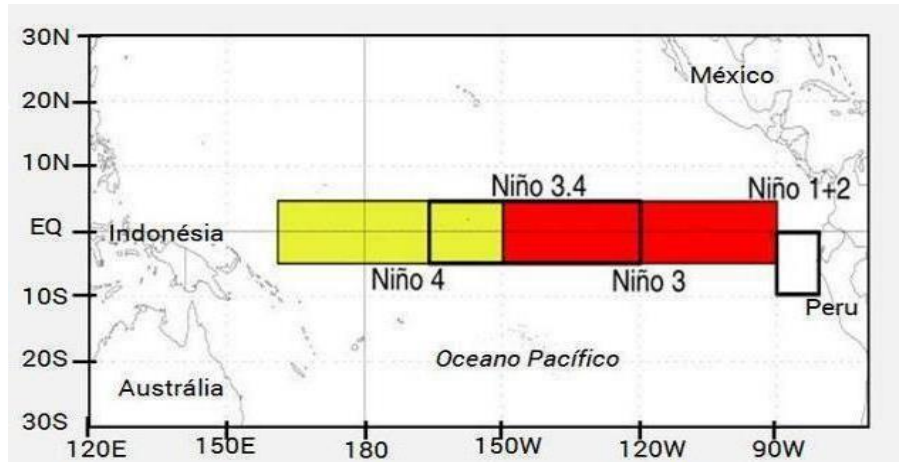 30N
México
20N
10N
Niño 3.4
Niño 1+2
EQ
Indonésia
Niño 4
Niño 3
10S
Peru
20S
Oceano Pacífico
Austrália
30S
120E
150E
180
150W
120W
90W